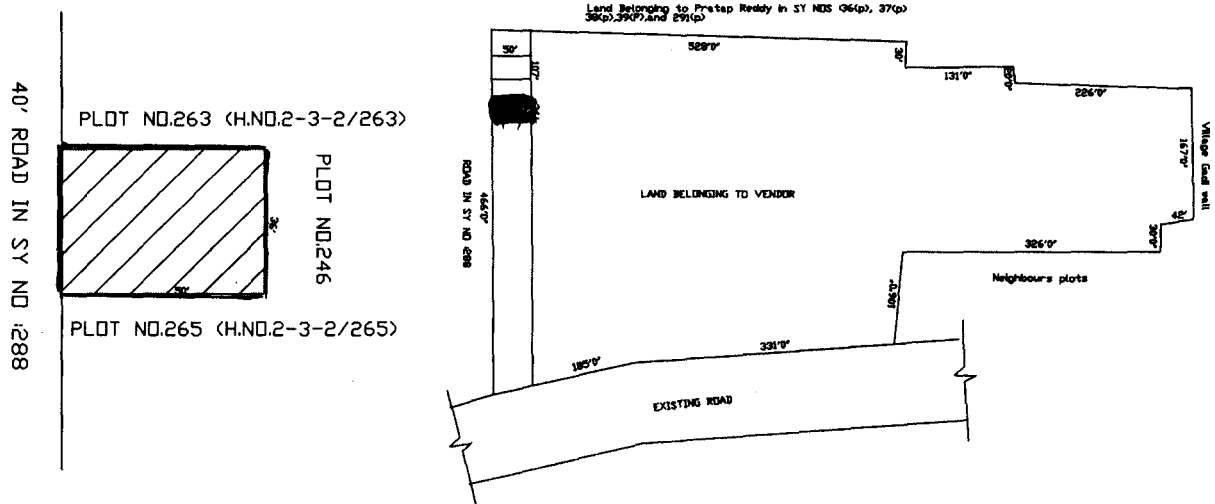 40' ROAD IN SY NO :288
PLOT NO.263 (H.NO.2-3-2/263)
PLOT NO.246
36'
50'
PLOT NO.265 (H.NO.2-3-2/265)
Land Belonging to Pratap Reddy in SY NOS (36(p), 37(p)
38(p),39(P),and 291(p)
50'
107'
528'0"
30'
131'0"
226'0"
Village Gadi wall
167'0"
30'0"
326'0"
Neighbours plots
LAND BELONGING TO VENDOR
ROAD IN SY NO :288
466'0"
106'0"
185'0"
331'0"
EXISTING ROAD